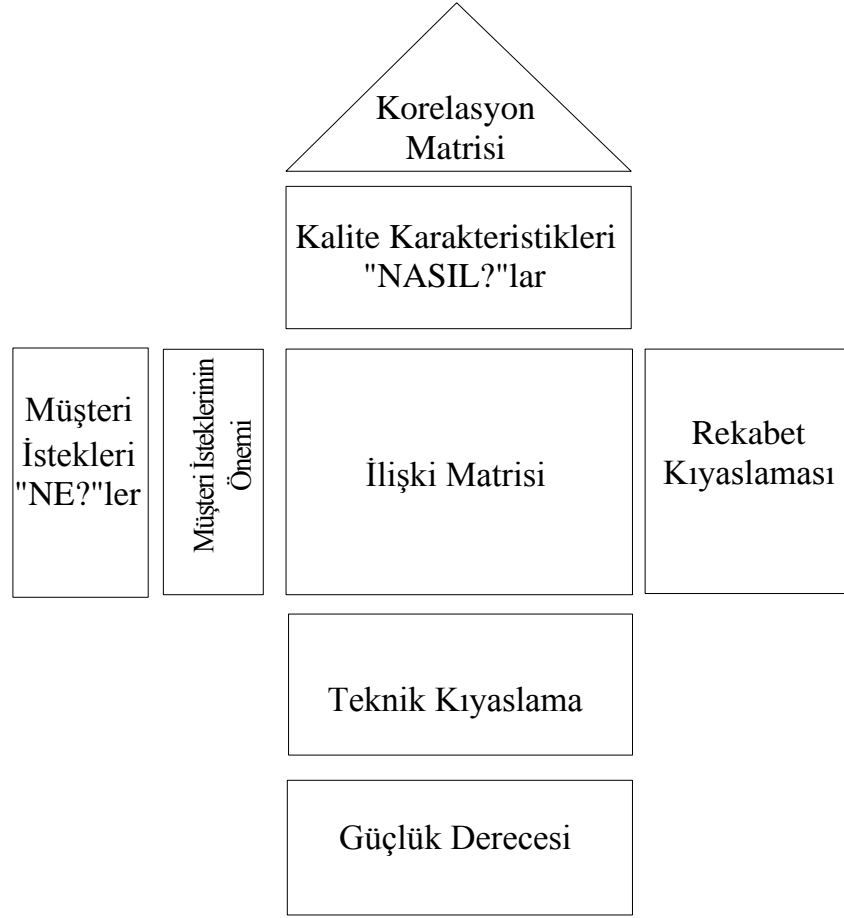 Korelasyon
Matrisi
Kalite Karakteristikleri
"NASIL?"lar
Müşteri
İstekleri
"NE?"ler
Müşteri İsteklerinin
Önemi
İlişki Matrisi
Rekabet
Kıyaslaması
Teknik Kıyaslama
Güçlük Derecesi